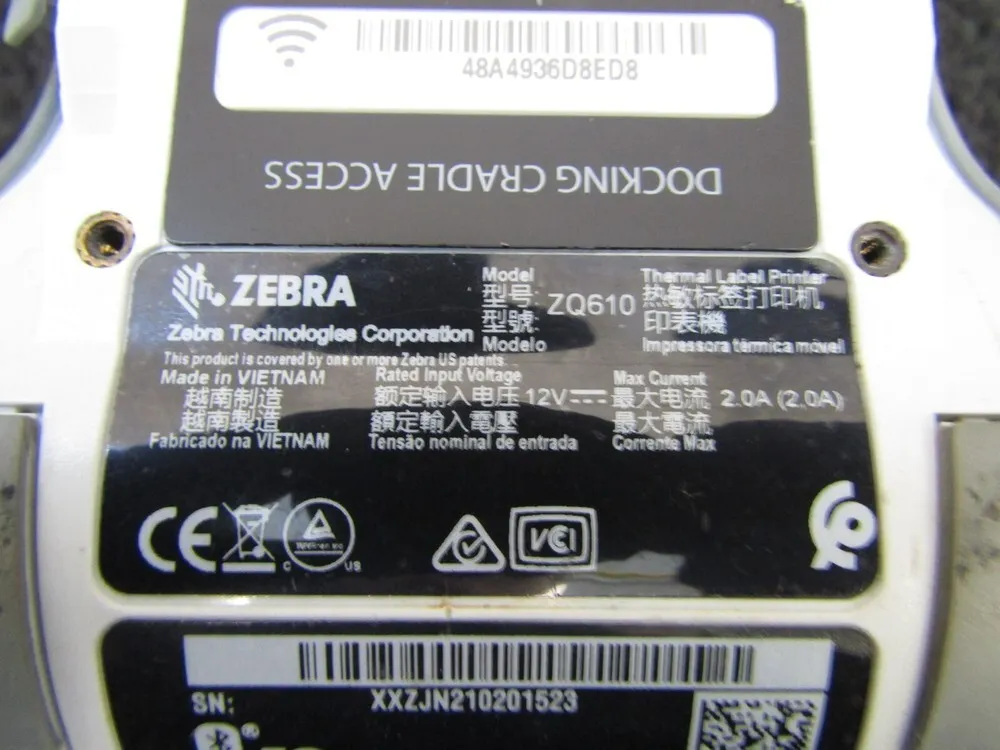 48A4936D8ED8
DOCKING CRADLE ACCESS
ZEBRA
Zebra Technologies Corporation
This product is covered by one or more Zebra US patents.
Model
型号:
型號:
Modelo
ZQ610
Thermal Label Printer
热敏标签打印机
印表機
Impressora térmica móvel
Made in VIETNAM
越南制造
越南製造
Fabricado na VIETNAM
Rated Input Voltage
额定输入电压 12V
額定輸入電壓
Tensão nominal de entrada
Max Current
最大电流 2.0A (2.0A)
最大電流
Corrente Max
CE
C US
VCI
SN:
XXZJN210201523